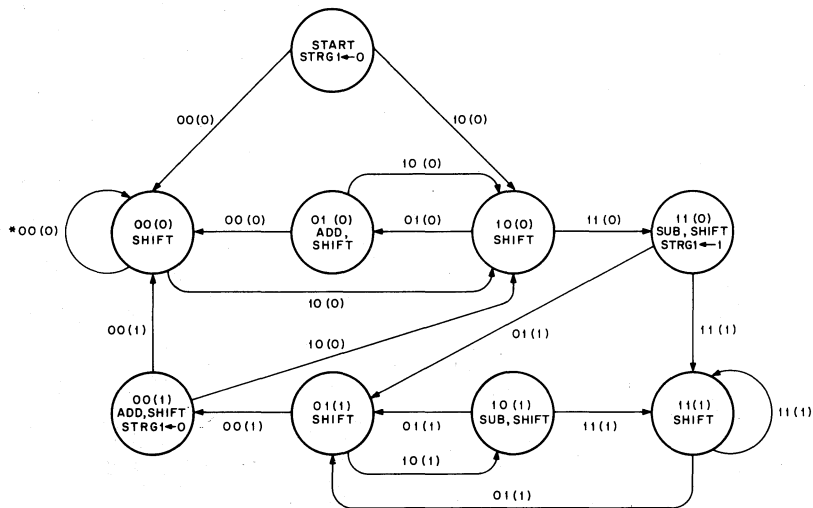 START
STRG1←0
00(0)
10(0)
10(0)
*00(0)
00(0)
SHIFT
00(0)
01(0)
ADD,
SHIFT
01(0)
10(0)
SHIFT
11(0)
11(0)
SUB, SHIFT
STRG1←1
10(0)
00(1)
10(0)
01(1)
11(1)
00(1)
ADD, SHIFT
STRG1←0
00(1)
01(1)
SHIFT
01(1)
10(1)
SUB, SHIFT
11(1)
11(1)
SHIFT
11(1)
10(1)
01(1)